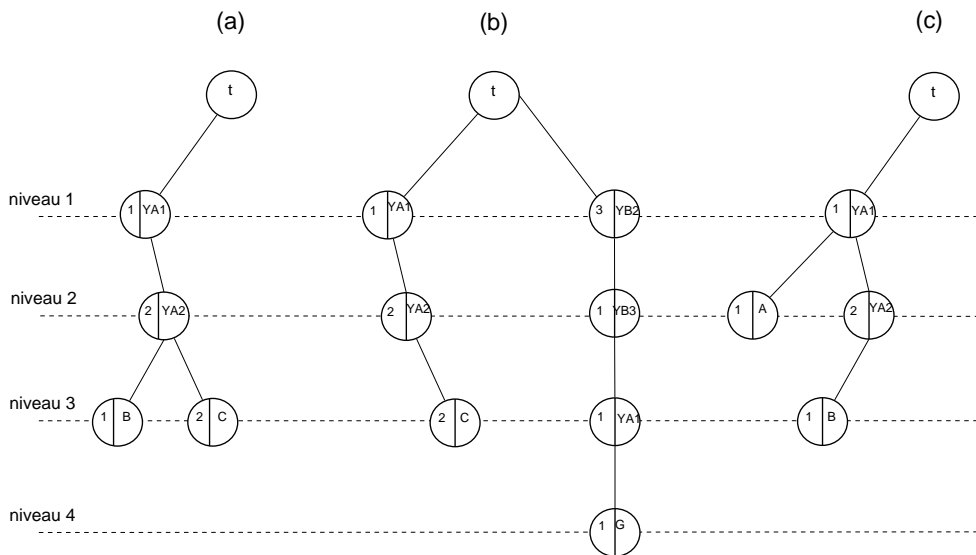 (a) (b) (c)
t t t
niveau 1 1 YA1 1 YA1 3 YB2 1 YA1
niveau 2 2 YA2 2 YA2 1 YB3 1 A 2 YA2
niveau 3 1 B 2 C 2 C 1 YA1 1 B
niveau 4 1 G